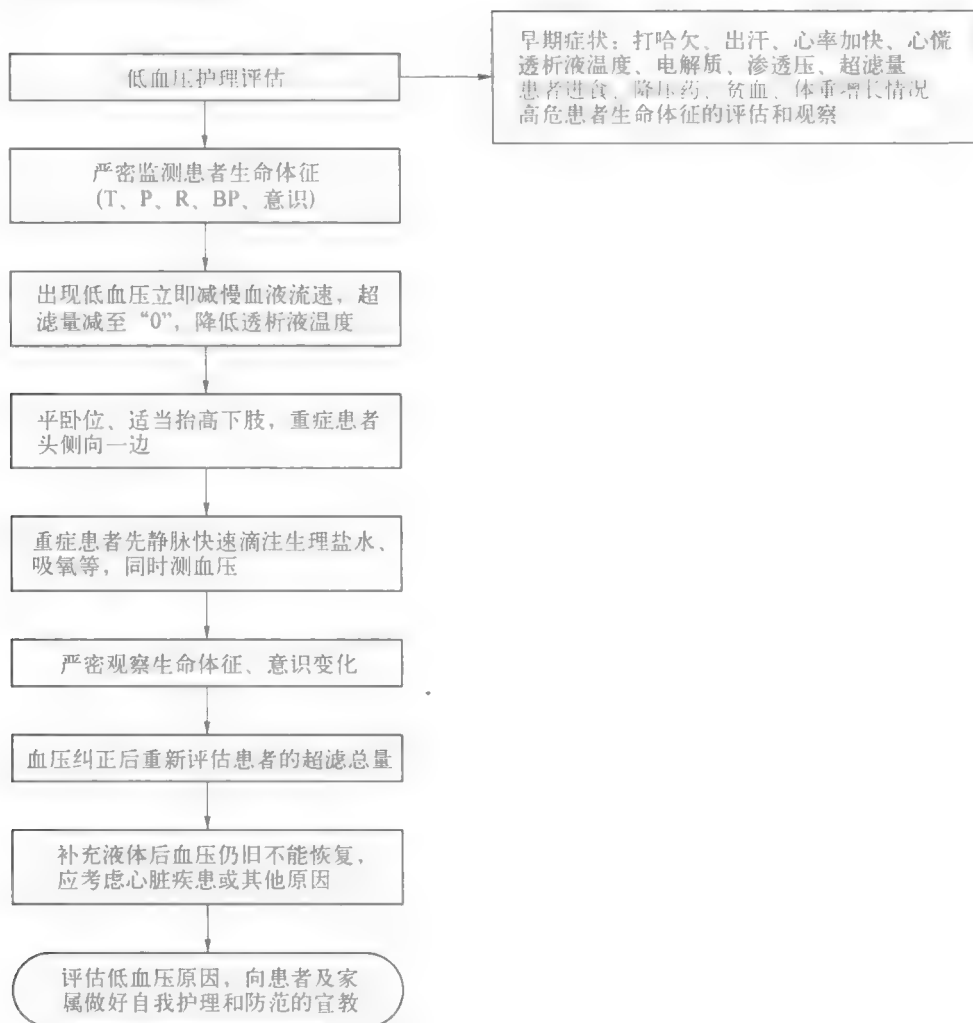 低血压护理评估
早期症状：打哈欠、出汗、心率加快、心慌
透析液温度、电解质、渗透压、超滤量
患者进食、降压药、贫血、体重增长情况
高危患者生命体征的评估和观察
严密监测患者生命体征
(T、P、R、BP、意识)
出现低血压立即减慢血液流速，超
滤量减至“0”，降低透析液温度
平卧位、适当抬高下肢，重症患者
头侧向一边
重症患者先静脉快速滴注生理盐水、
吸氧等，同时测血压
严密观察生命体征、意识变化
血压纠正后重新评估患者的超滤总量
补充液体后血压仍旧不能恢复，
应考虑心脏疾患或其他原因
评估低血压原因，向患者及家
属做好自我护理和防范的宣教